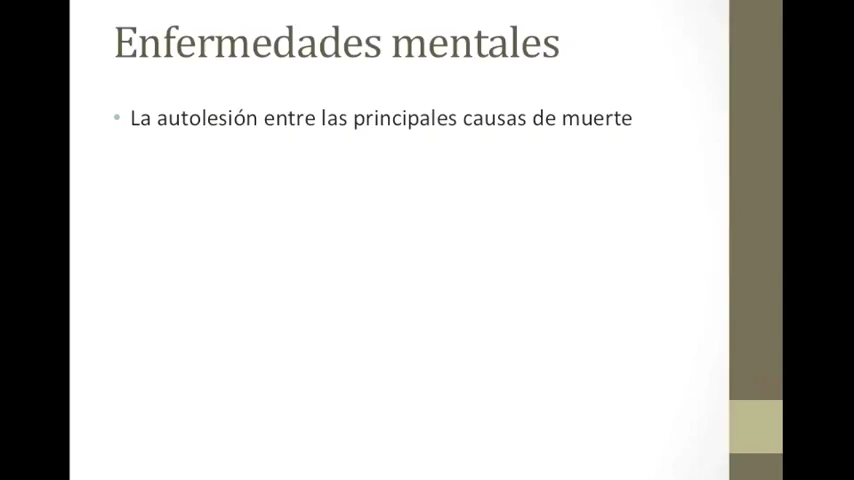 Enfermedades mentales
• La autolesión entre las principales causas de muerte